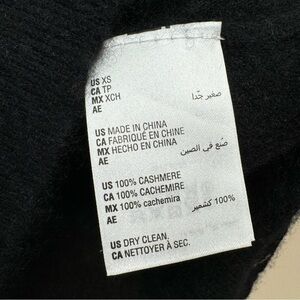 US XS
CA TP
MX XCH
AE صغير جدًا
US MADE IN CHINA
CA FABRIQUÉ EN CHINE
MX HECHO EN CHINA
AE صنع في الصين
US 100% CASHMERE
CA 100% CACHEMIRE
MX 100% cachemira
AE 100% كشمير
US DRY CLEAN.
CA NETTOYER À SEC.